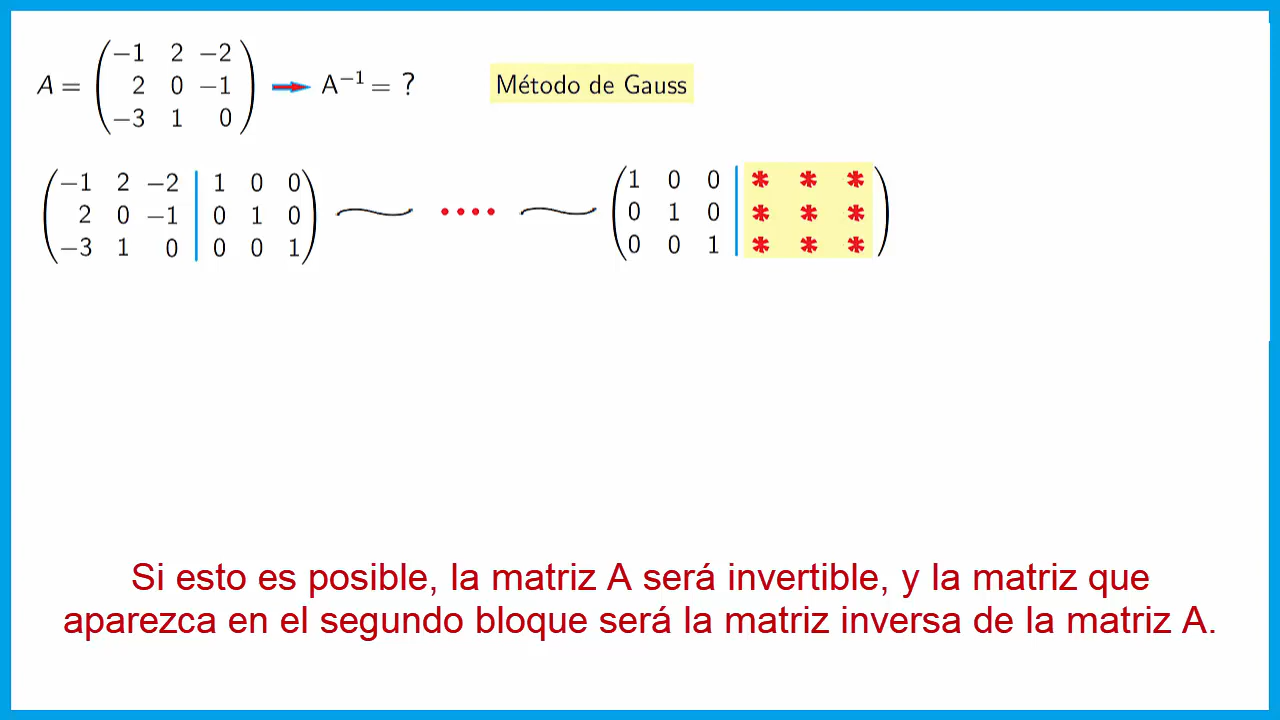 A = (−1 2 −2 A⁻¹ = ? Método de Gauss
2 0 −1
−3 1 0)
(−1 2 −2 | 1 0 0 (1 0 0 | * * *
2 0 −1 | 0 1 0 .... 0 1 0 | * * *
−3 1 0 | 0 0 1) 0 0 1 | * * *)
Si esto es posible, la matriz A será invertible, y la matriz que
aparezca en el segundo bloque será la matriz inversa de la matriz A.